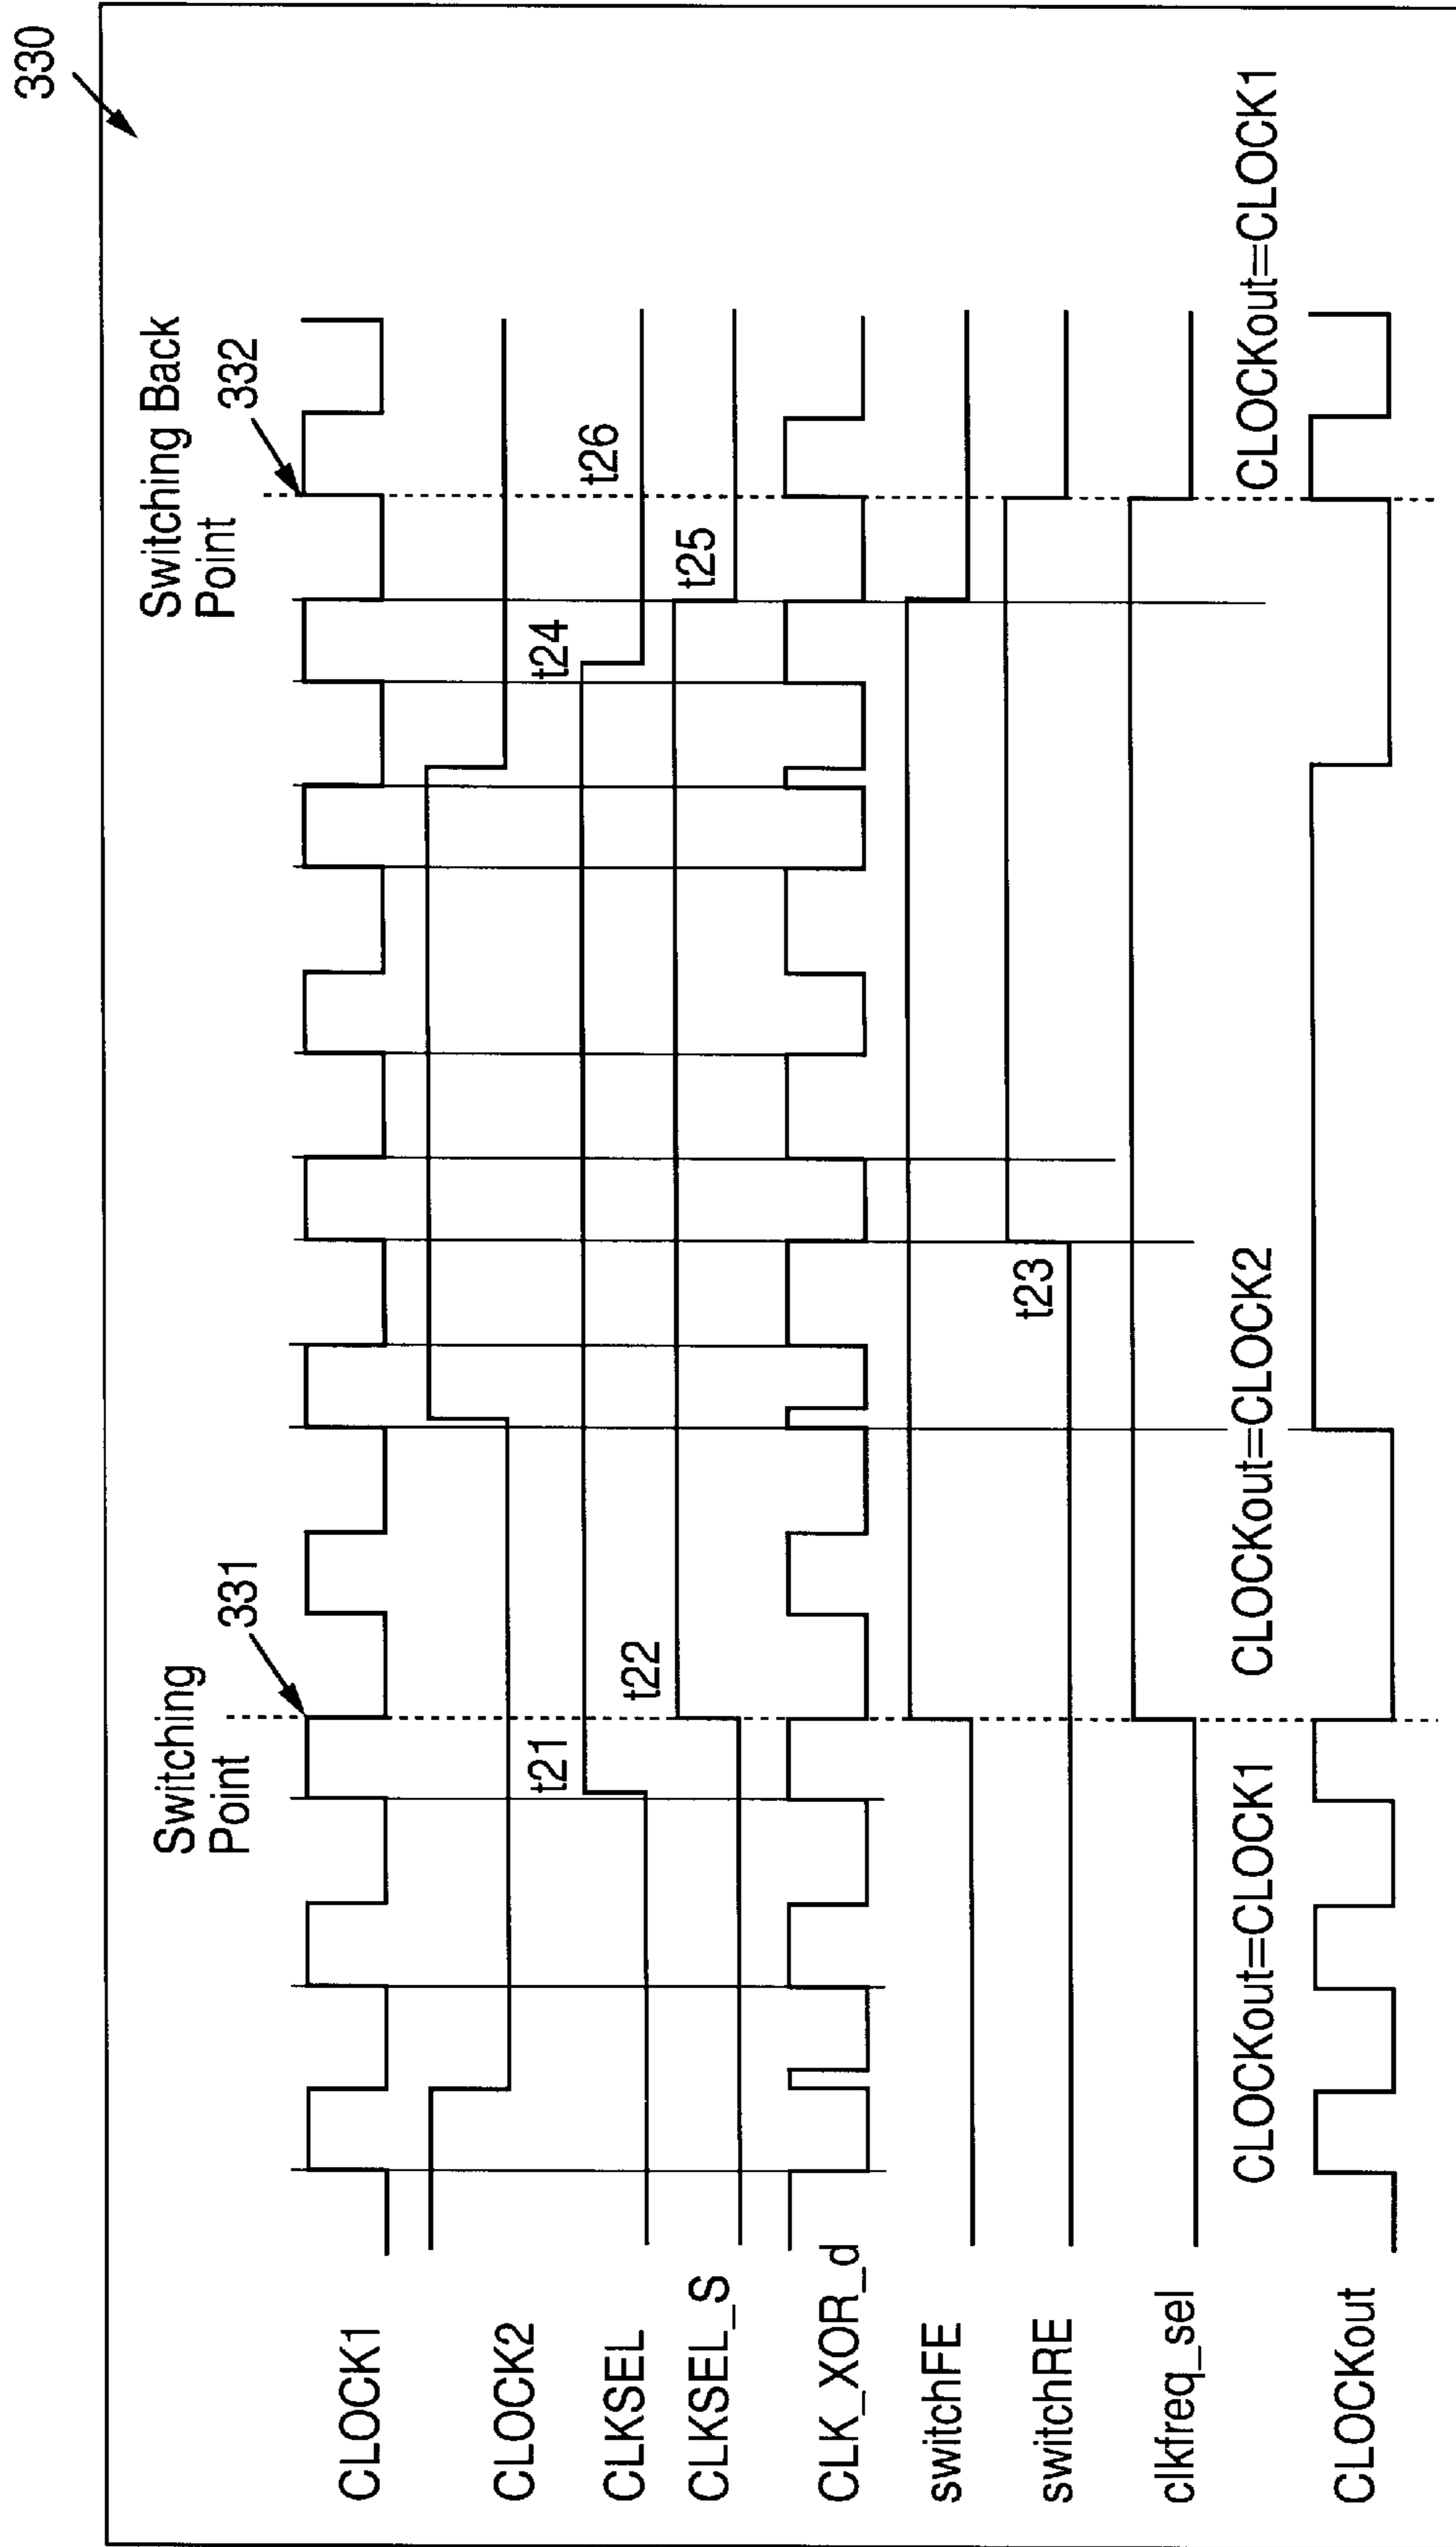 330
Switching
Point
331
Switching Back
Point
332
CLOCK1
CLOCK2
t21
t24
CLKSEL
t22
t26
CLKSEL_S
t25
CLK_XOR_d
switchFE
switchRE
t23
clkfreq_sel
CLOCKout=CLOCK1
CLOCKout=CLOCK2
CLOCKout=CLOCK1
CLOCKout